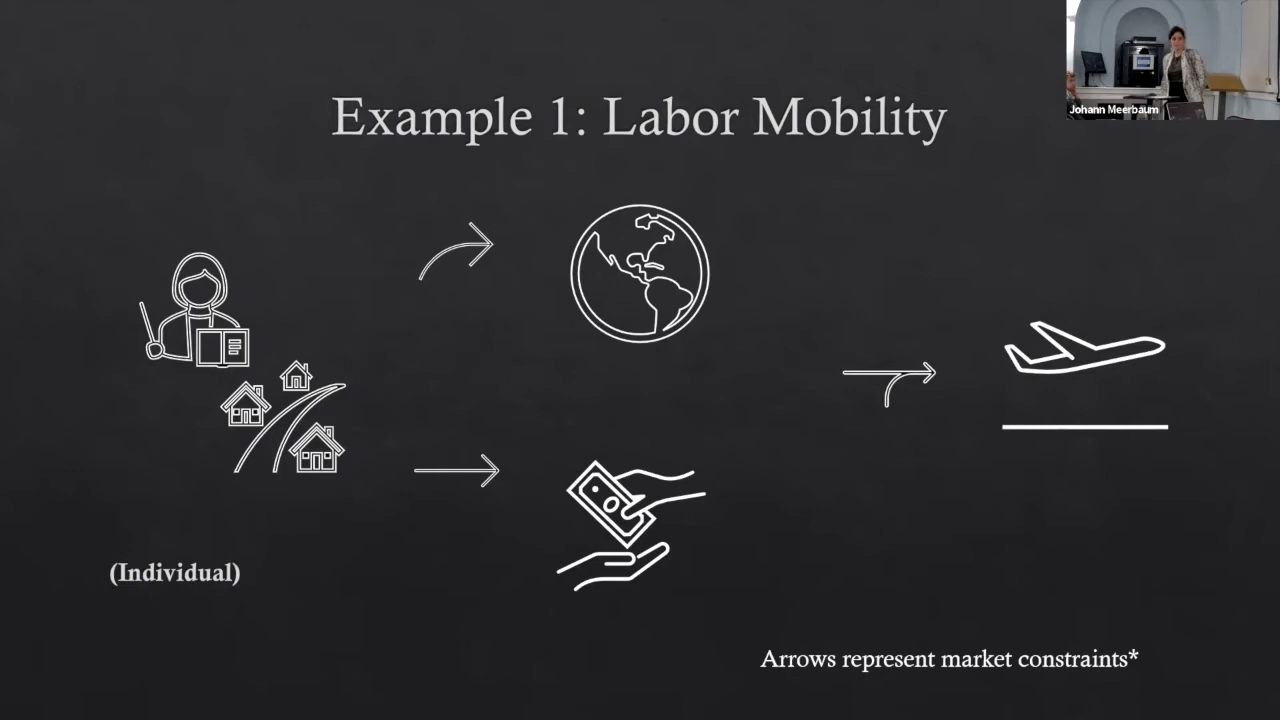 Johann Meerbaum
Example 1: Labor Mobility
(Individual)
Arrows represent market constraints*